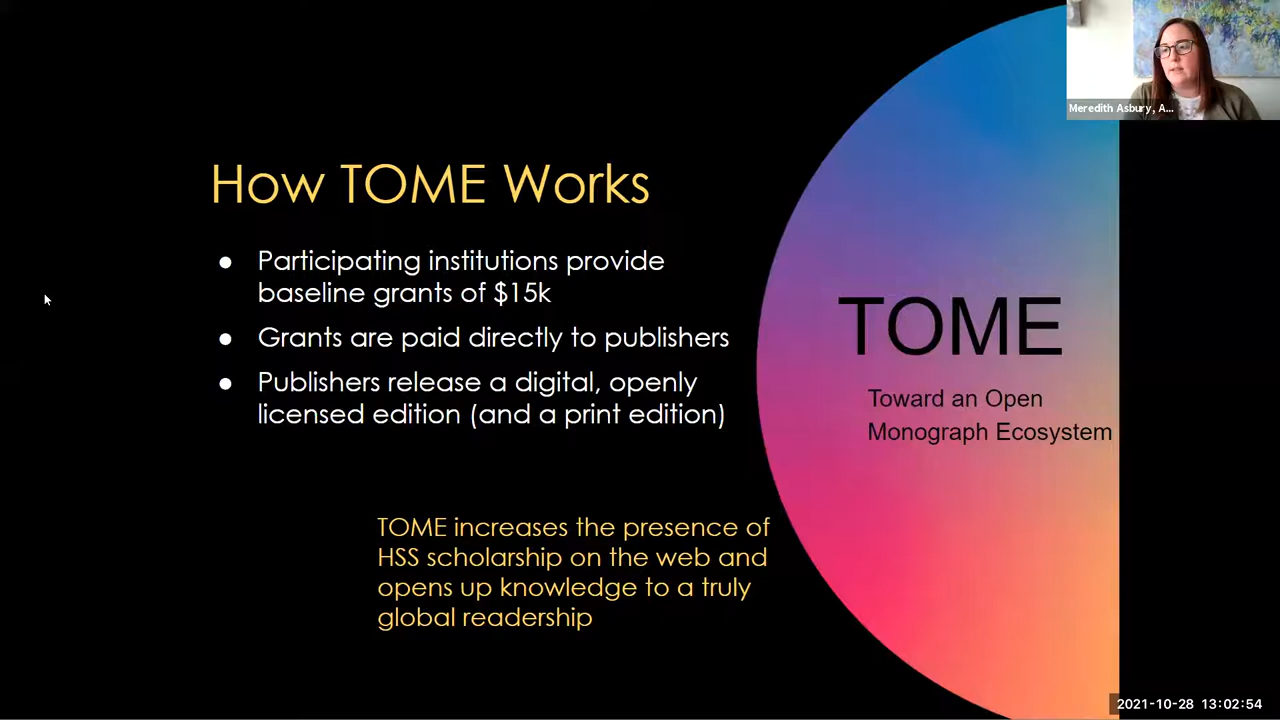 Meredith Asbury, A...
How TOME Works
● Participating institutions provide
baseline grants of $15k
● Grants are paid directly to publishers
● Publishers release a digital, openly
licensed edition (and a print edition)
TOME
Toward an Open
Monograph Ecosystem
TOME increases the presence of
HSS scholarship on the web and
opens up knowledge to a truly
global readership
2021-10-28 13:02:54